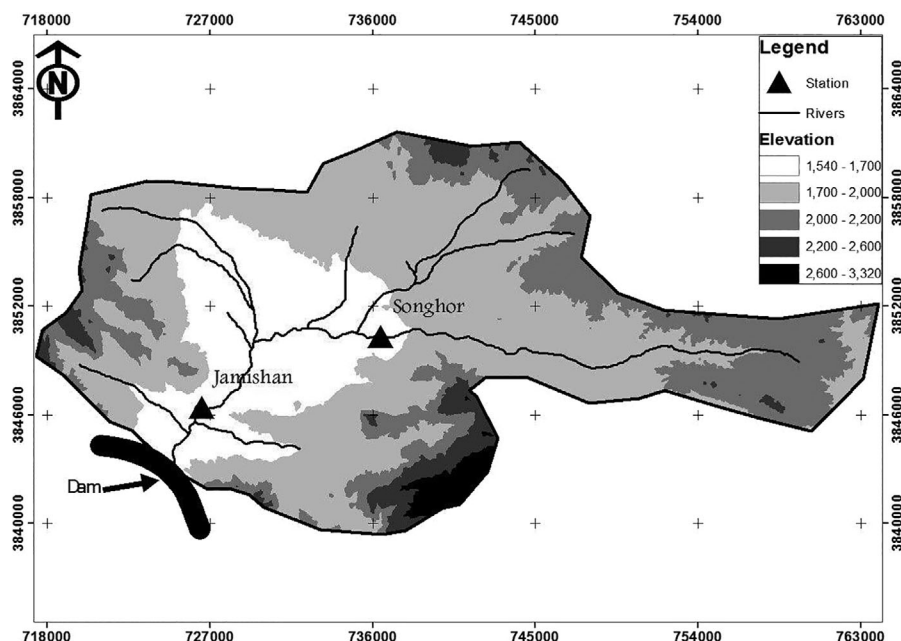 718000 727000 736000 745000 754000 763000
Legend
Station
Rivers
Elevation
1,540 - 1,700
1,700 - 2,000
2,000 - 2,200
2,200 - 2,600
2,600 - 3,320
N
3864000 3864000
3858000 3858000
3852000 3852000
Songhor
Jamishan
3846000 3846000
Dam
3840000 3840000
718000 727000 736000 745000 754000 763000